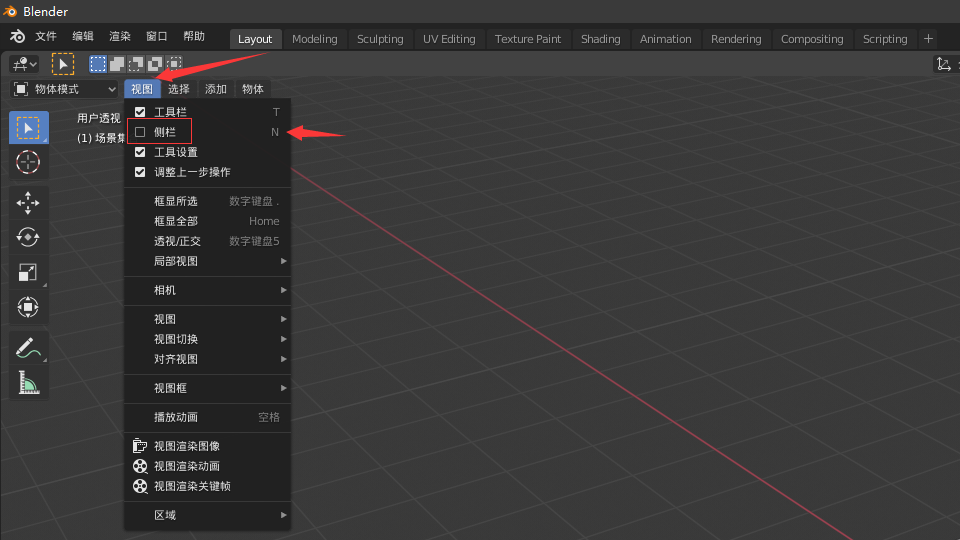 Blender
文件 编辑 渲染 窗口 帮助 Layout Modeling Sculpting UV Editing Texture Paint Shading Animation Rendering Compositing Scripting +
物体模式 视图 选择 添加 物体
用户透视
(1) 场景集
工具栏 T
侧栏 N
工具设置
调整上一步操作
框显所选 数字键盘 .
框显全部 Home
透视/正交 数字键盘5
局部视图
相机
视图
视图切换
对齐视图
视图框
播放动画 空格
视图渲染图像
视图渲染动画
视图渲染关键帧
区域